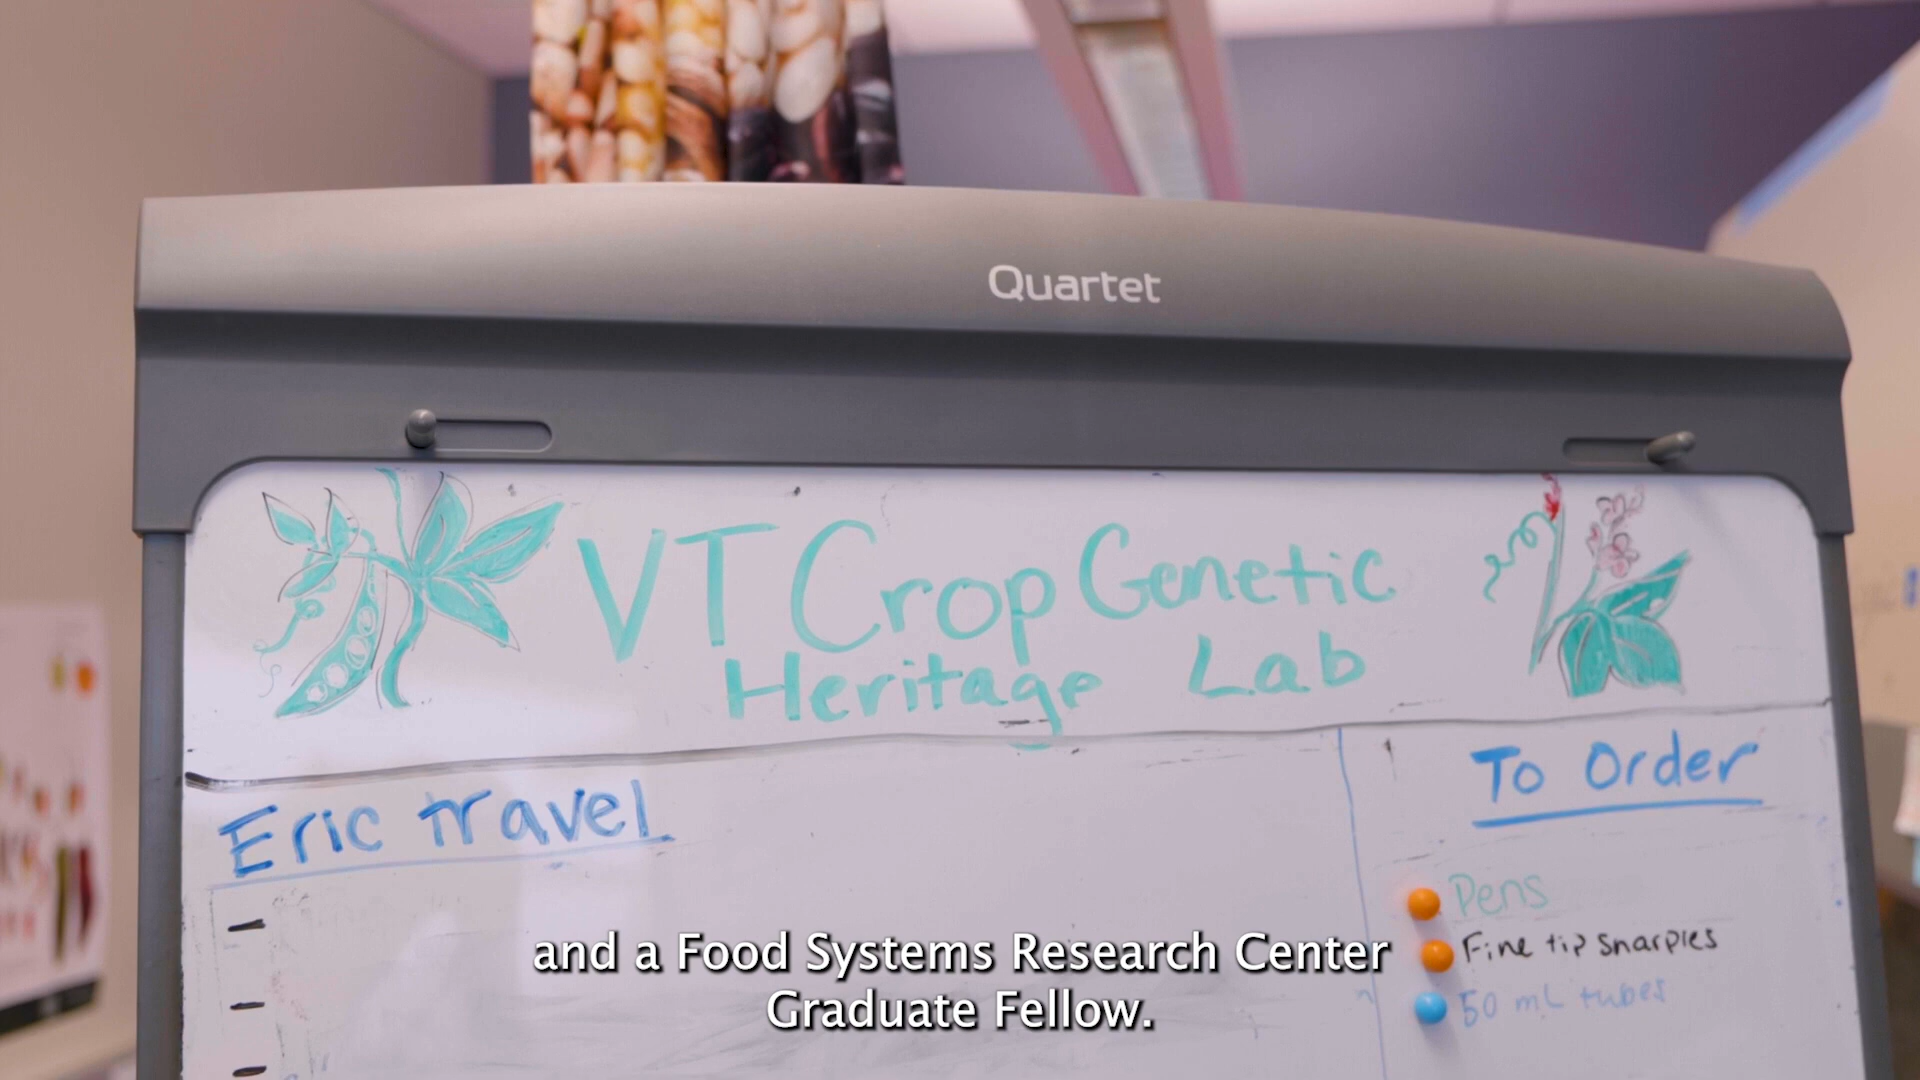 Quartet
VT Crop Genetic
Heritage Lab
Eric travel
To Order
Pens
Fine tip sharpies
50 mL tubes
and a Food Systems Research Center
Graduate Fellow.